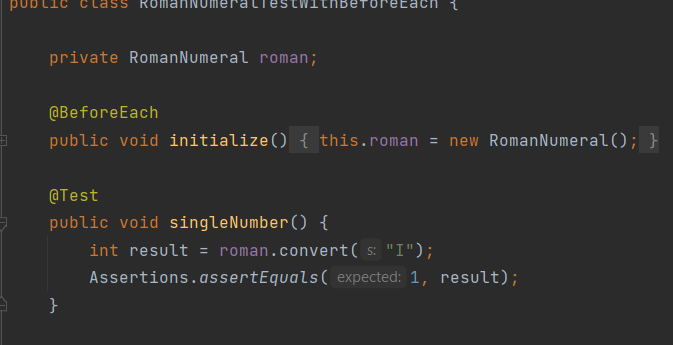 public class RomanNumeralTestWithBeforeEach {
private RomanNumeral roman;
@BeforeEach
public void initialize() { this.roman = new RomanNumeral(); }
@Test
public void singleNumber() {
int result = roman.convert( s: "I");
Assertions.assertEquals( expected: 1, result);
}